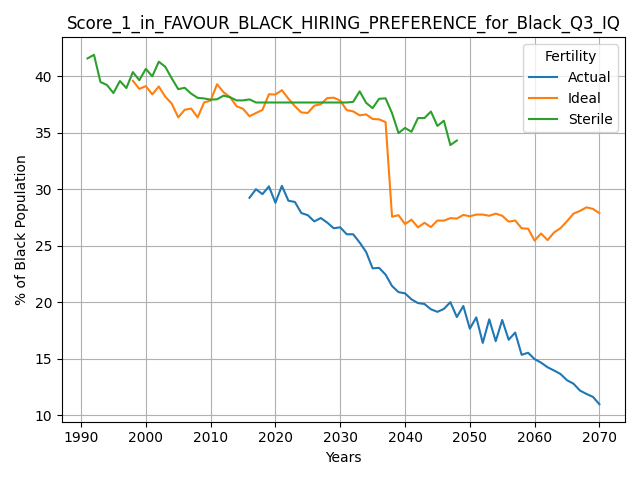 Score_1_in_FAVOUR_BLACK_HIRING_PREFERENCE_for_Black_Q3_IQ
Fertility
Actual
Ideal
Sterile
% of Black Population
40
35
30
25
20
15
10
1990 2000 2010 2020 2030 2040 2050 2060 2070
Years